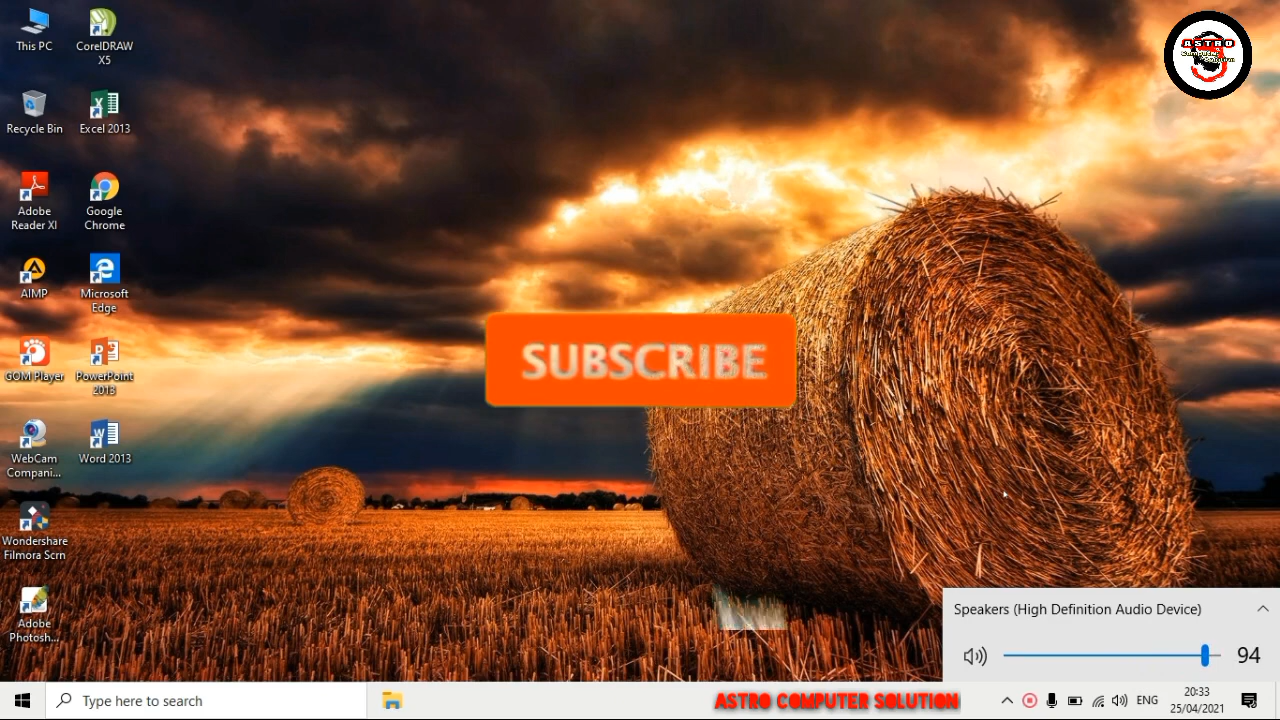 This PC
CorelDRAW
X5
Recycle Bin
Excel 2013
Adobe
Reader XI
Google
Chrome
AIMP
Microsoft
Edge
GOM Player
PowerPoint
2013
WebCam
Compani...
Word 2013
Wondershare
Filmora Scrn
Adobe
Photosh...
ASTRO
Computer
Solution
SUBSCRIBE
Speakers (High Definition Audio Device)
94
Type here to search
ASTRO COMPUTER SOLUTION
ENG
20:33
25/04/2021